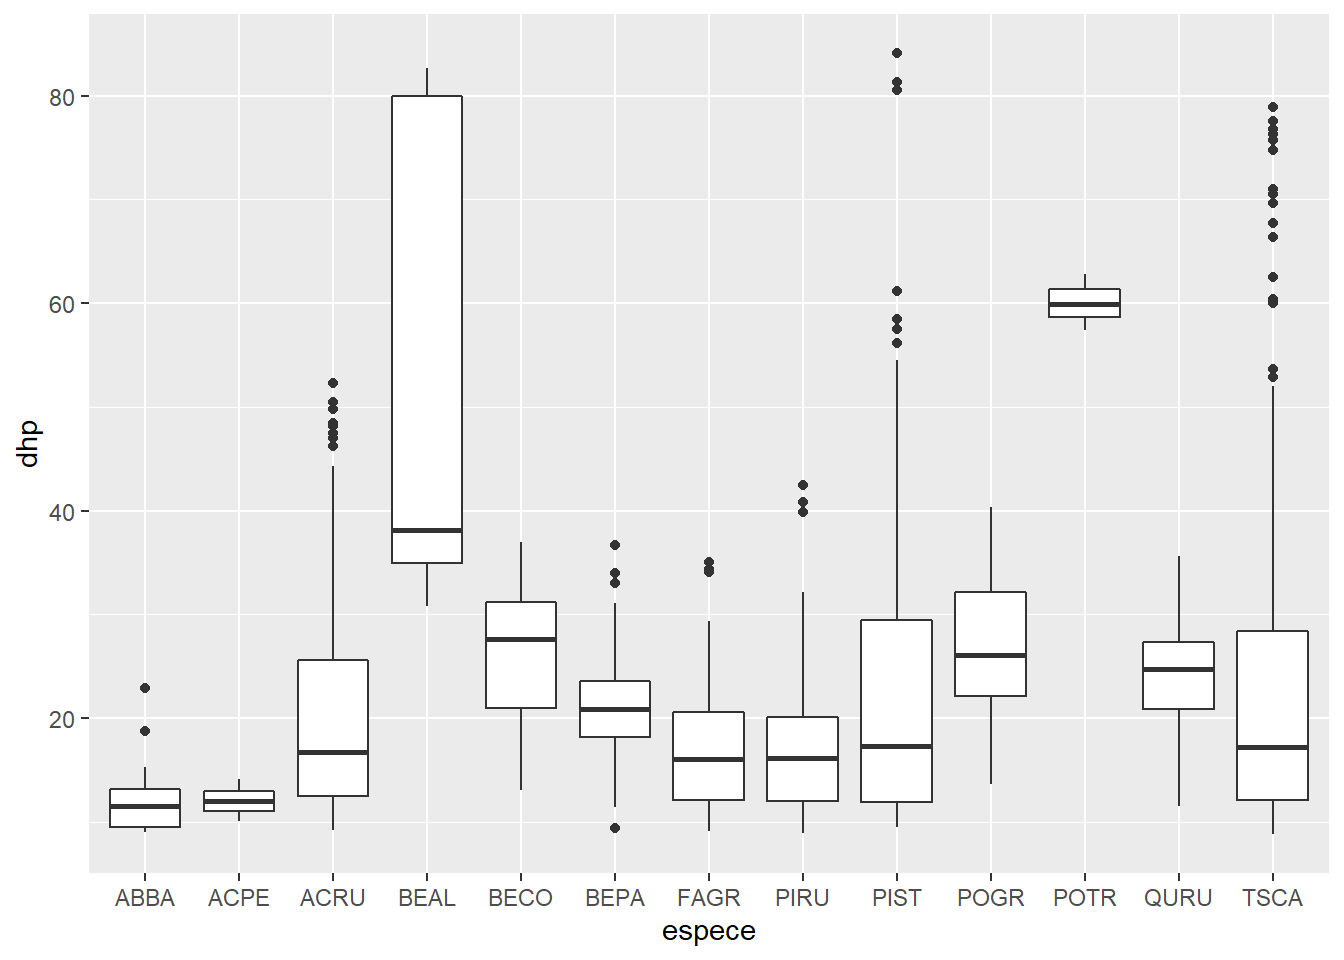 80
60
40
20
dhp
ABBA ACPE ACRU BEAL BECO BEPA FAGR PIRU PIST POGR POTR QURU TSCA
espece